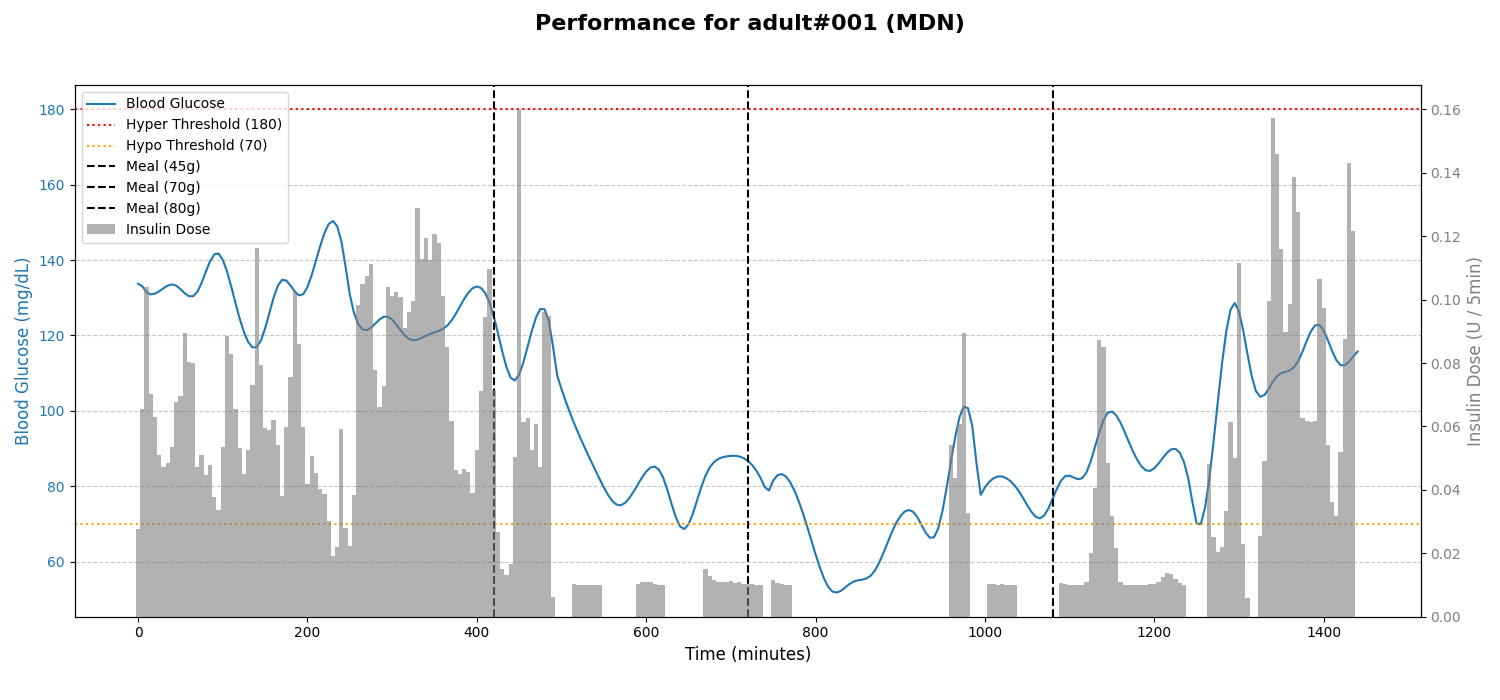 Performance for adult#001 (MDN)
Blood Glucose
Hyper Threshold (180)
Hypo Threshold (70)
Meal (45g)
Meal (70g)
Meal (80g)
Insulin Dose
Blood Glucose (mg/dL)
180
160
140
120
100
80
60
0.16
0.14
0.12
0.10
0.08
0.06
0.04
0.02
0.00
Insulin Dose (U / 5min)
0 200 400 600 800 1000 1200 1400
Time (minutes)